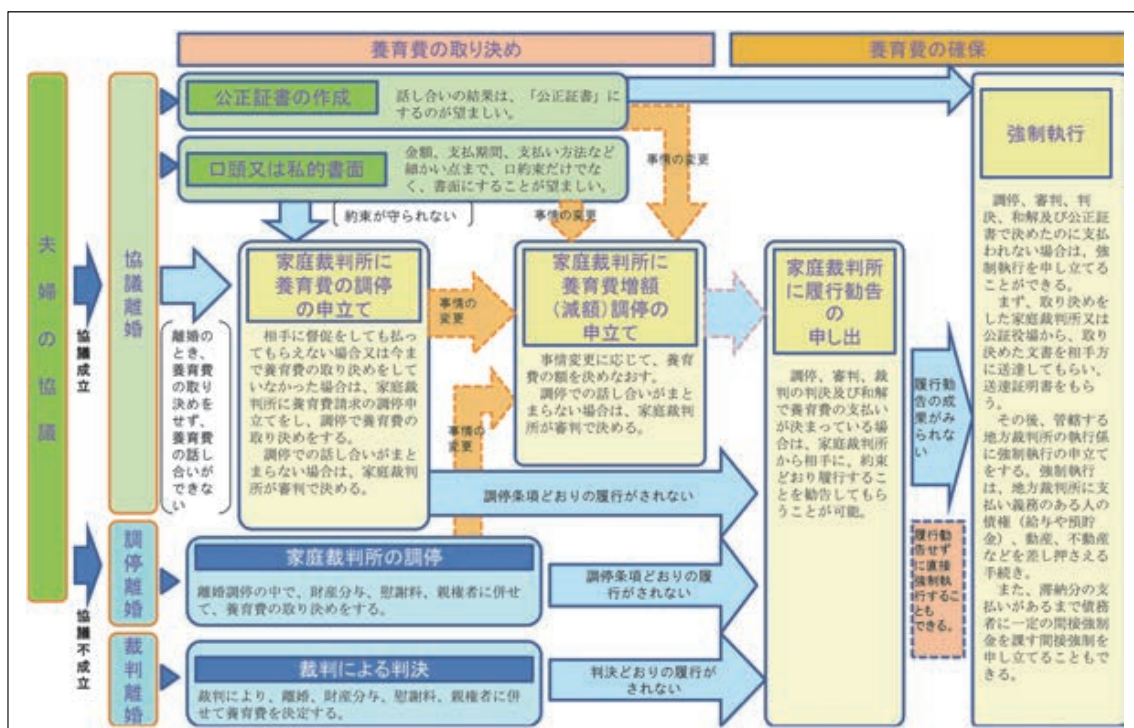 養育費の取り決め
養育費の確保
夫婦の協議
協議成立
協議不成立
協議離婚
公正証書の作成
話し合いの結果は、「公正証書」に
するのが望ましい。
口頭又は私的書面
金額、支払期間、支払い方法など
細かい点まで、口約束だけでな
く、書面にすることが望ましい。
約束が守られない
事情の変更
事情の変更
離婚の
とき、養
育費の取
り決めを
せず、養
育費の話
し合いが
できない
家庭裁判所に
養育費の調停
の申立て
相手に督促をしても払っ
てもらえない場合又は今ま
で養育費の取り決めをし
ていなかった場合は、家庭裁
判所に養育費請求の調停申
立てをし、調停で養育費の
取り決めをする。
調停での話し合いがまと
まらない場合は、家庭裁判
所が審判で決める。
事情の
変更
事情の
変更
家庭裁判所に
養育費増額
(減額)調停の
申立て
事情変更に応じて、養育
費の額を決めなおす。
調停での話し合いがまと
まらない場合は、家庭裁判
所が審判で決める。
家庭裁判所
に履行勧告
の
申し出
調停、審判、裁
判の判決及び和解
で養育費の支払い
が決まっている場
合は、家庭裁判所
から相手に、約束
どおり履行するこ
とを勧告してもら
うことが可能。
履行勧
告の成
果がみ
られな
い
履行勧
告せず
に直接
強制執
行するこ
とも
できる。
強制執行
調停、審判、判
決、和解及び公正証
書で決めたのに支払
われない場合は、強
制執行を申し立てる
ことができる。
まず、取り決めを
した家庭裁判所又は
公証役場から、取り
決めた文書を相手方
に送達してもらい、
送達証明書をもら
う。
その後、管轄する
地方裁判所の執行係
に強制執行の申立て
をする。強制執行
は、地方裁判所に支
払い義務のある人の
債権(給与や預貯
金)、動産、不動産
などを差し押さえる
手続き。
また、滞納分の支
払いがあるまで債務
者に一定の間接強制
金を課す間接強制を
申し立てることもで
きる。
調停条項どおりの履行がされない
調停離婚
家庭裁判所の調停
離婚調停の中で、財産分与、慰謝料、親権者に併せ
て、養育費の取り決めをする。
調停条項どおりの履
行がされない
裁判離婚
裁判による判決
裁判により、離婚、財産分与、慰謝料、親権者に併
せて養育費を決定する。
判決どおりの履行が
されない